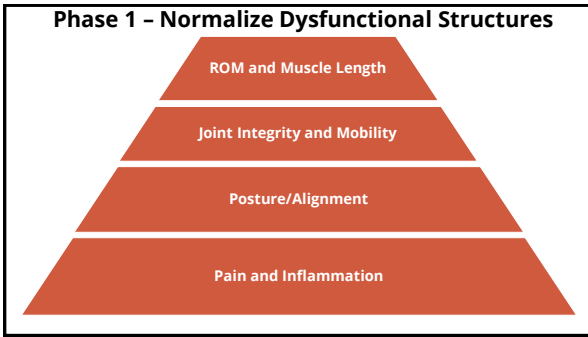 Phase 1 – Normalize Dysfunctional Structures
ROM and Muscle Length
Joint Integrity and Mobility
Posture/Alignment
Pain and Inflammation